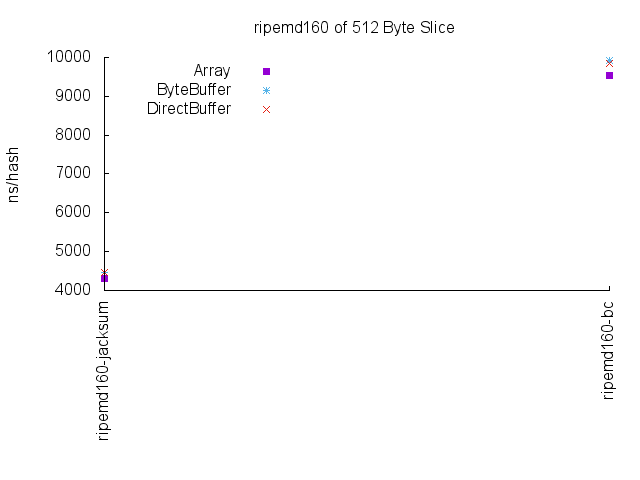 ripemd160 of 512 Byte Slice
10000
9000
8000
7000
6000
5000
4000
ns/hash
Array
ByteBuffer
DirectBuffer
ripemd160-jacksum
ripemd160-bc